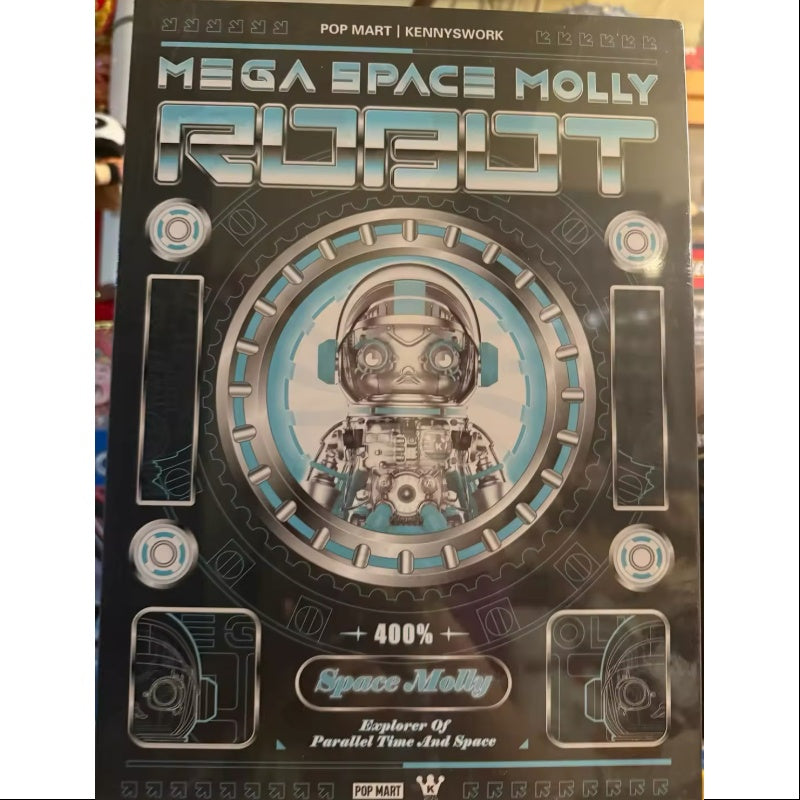 POP MART | KENNYSWORK
MEGA SPACE MOLLY
ROBOT
400%
Space Molly
Explorer Of
Parallel Time And Space
POP MART K